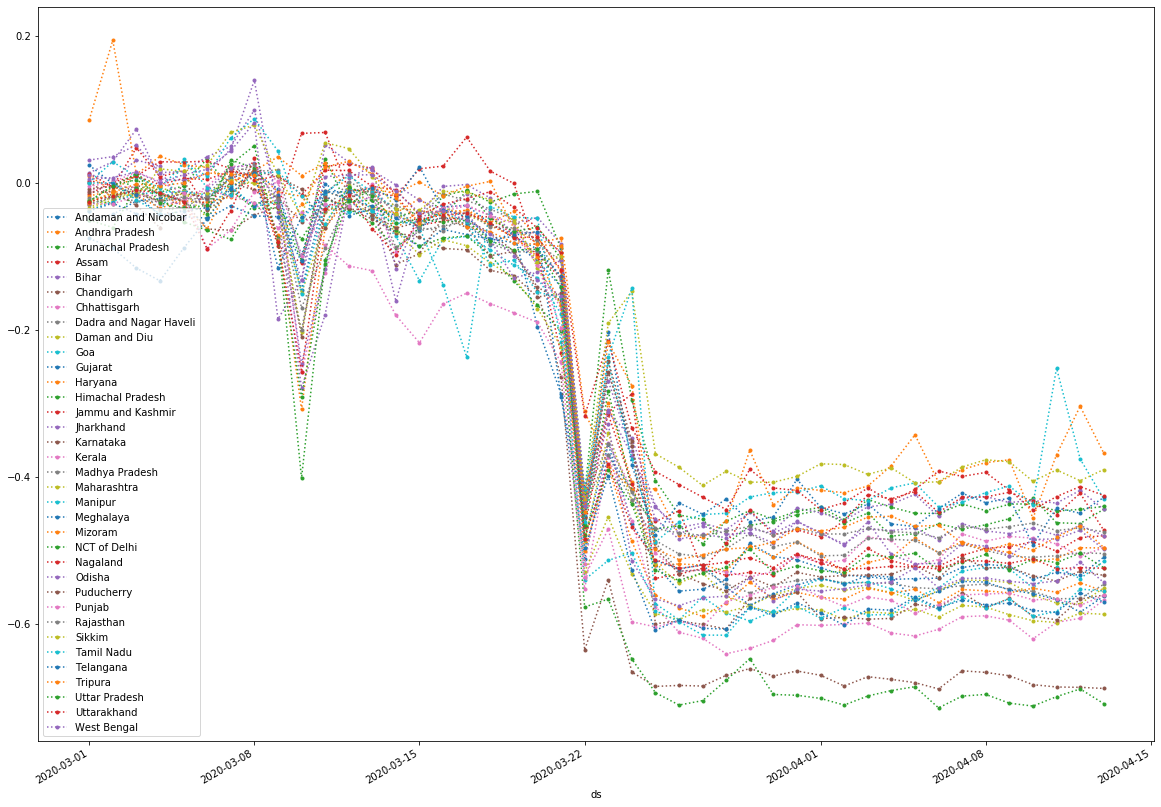 0.2
0.0
−0.2
−0.4
−0.6
Andaman and Nicobar
Andhra Pradesh
Arunachal Pradesh
Assam
Bihar
Chandigarh
Chhattisgarh
Dadra and Nagar Haveli
Daman and Diu
Goa
Gujarat
Haryana
Himachal Pradesh
Jammu and Kashmir
Jharkhand
Karnataka
Kerala
Madhya Pradesh
Maharashtra
Manipur
Meghalaya
Mizoram
NCT of Delhi
Nagaland
Odisha
Puducherry
Punjab
Rajasthan
Sikkim
Tamil Nadu
Telangana
Tripura
Uttar Pradesh
Uttarakhand
West Bengal
2020-03-01
2020-03-08
2020-03-15
2020-03-22
2020-04-01
2020-04-08
2020-04-15
ds